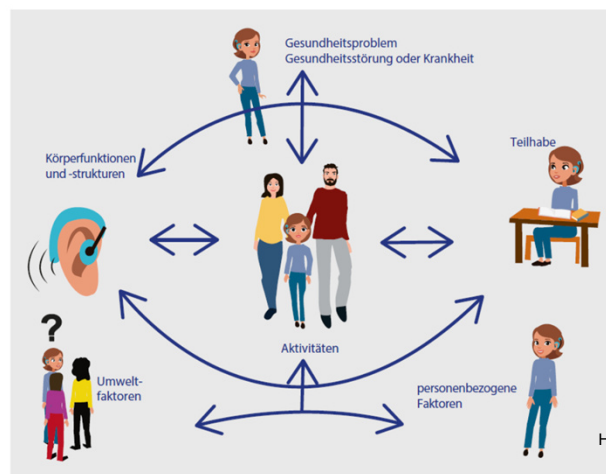 Gesundheitsproblem
Gesundheitsstörung oder Krankheit
Körperfunktionen
und -strukturen
Teilhabe
?
Aktivitäten
Umwelt-
faktoren
personenbezogene
Faktoren
H